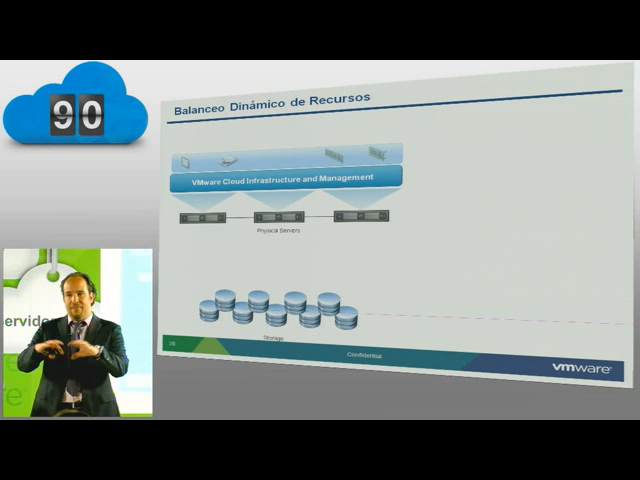 90
Balanceo Dinámico de Recursos
VMware Cloud Infrastructure and Management
Physical Servers
Storage
Confidential
vmware